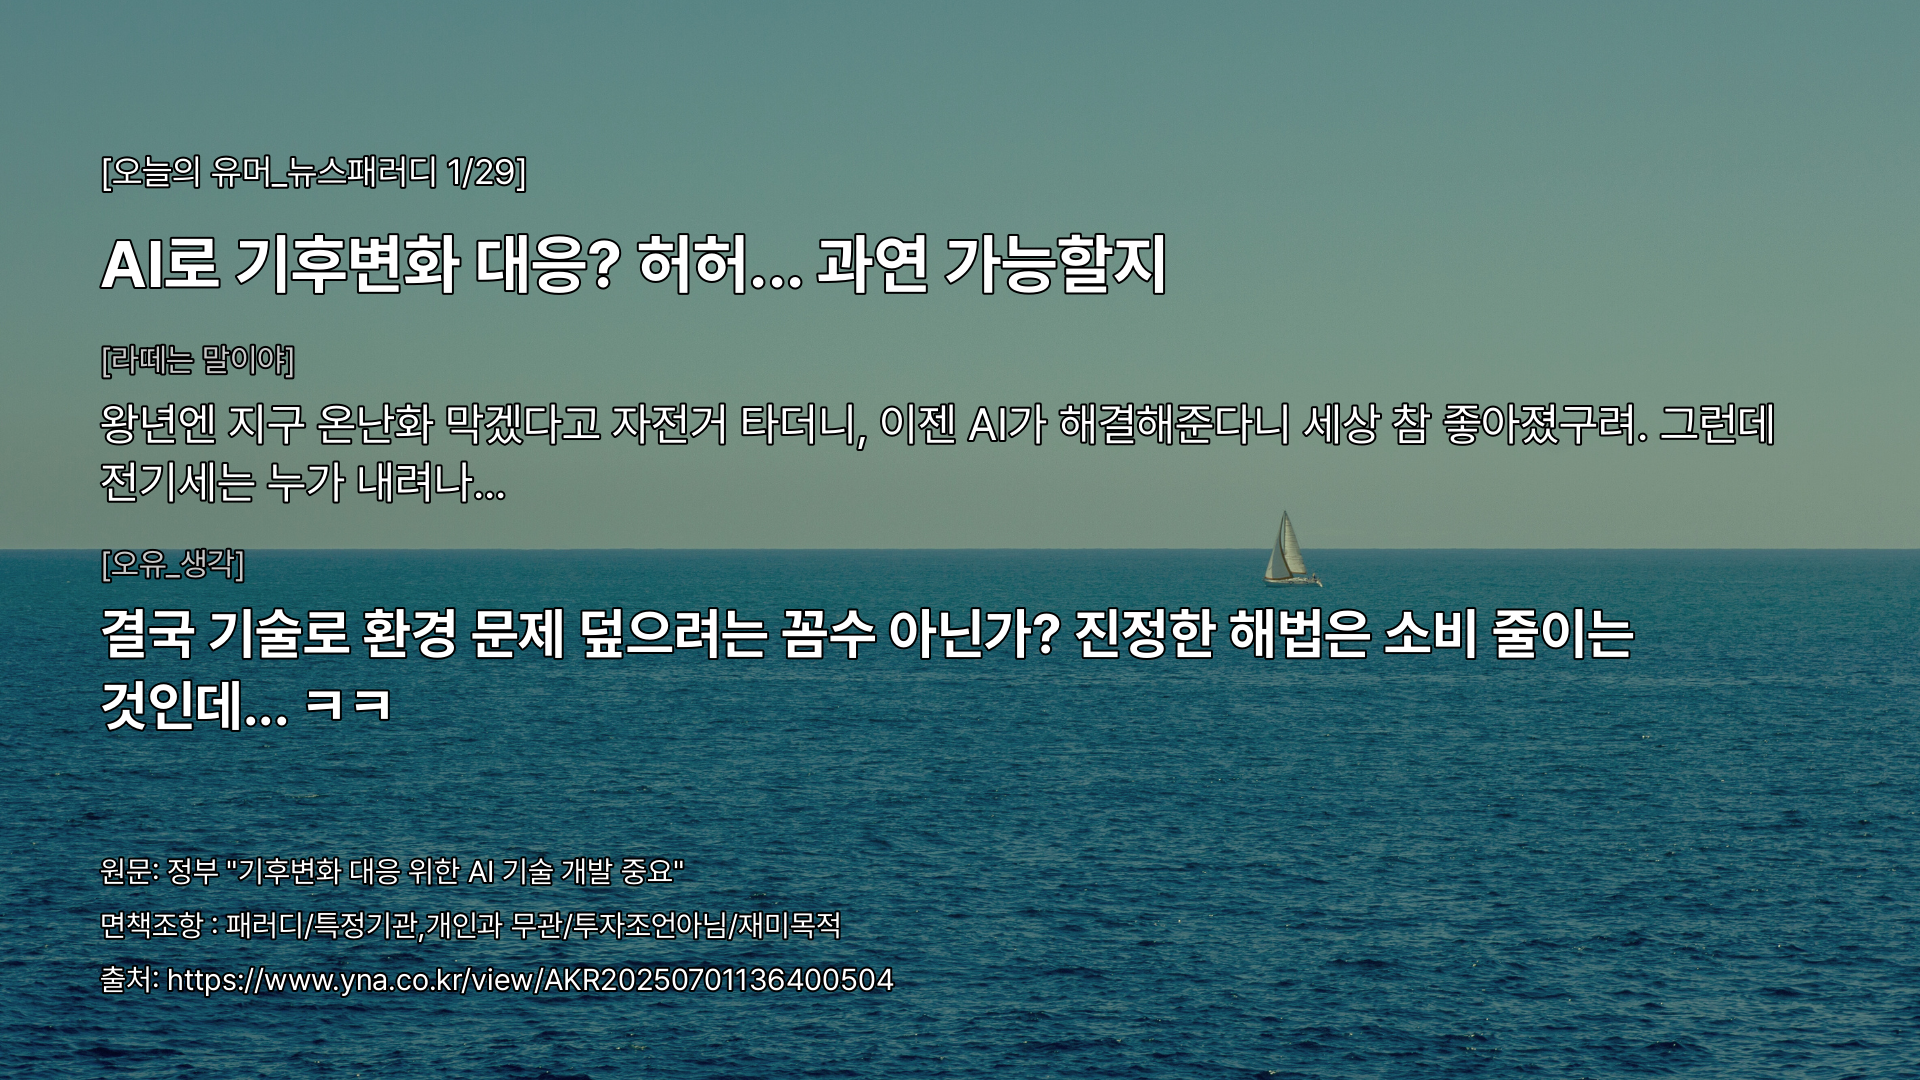 [오늘의 유머_뉴스패러디 1/29]
AI로 기후변화 대응? 허허... 과연 가능할지
[라떼는 말이야]
왕년엔 지구 온난화 막겠다고 자전거 타더니, 이젠 AI가 해결해준다니 세상 참 좋아졌구려. 그런데
전기세는 누가 내려나...
[오유_생각]
결국 기술로 환경 문제 덮으려는 꼼수 아닌가? 진정한 해법은 소비 줄이는
것인데... ㅋㅋ
원문: 정부 "기후변화 대응 위한 AI 기술 개발 중요"
면책조항 : 패러디/특정기관,개인과 무관/투자조언아님/재미목적
출처: https://www.yna.co.kr/view/AKR20250701136400504